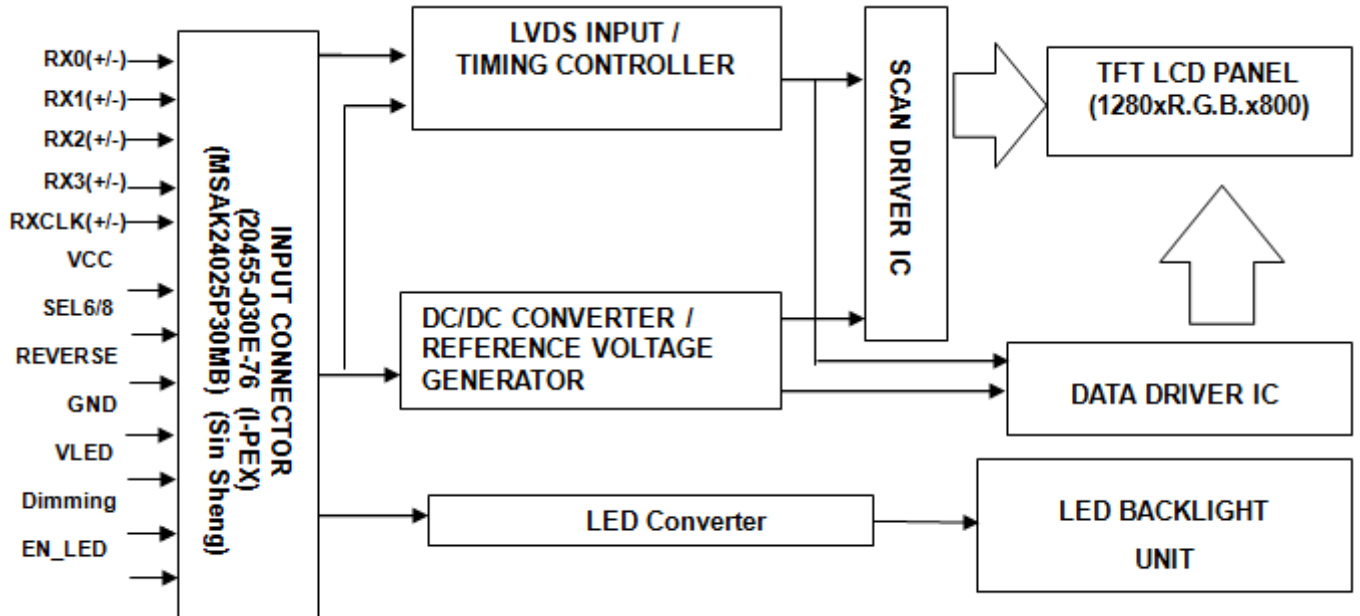 RX0(+/-)
RX1(+/-)
RX2(+/-)
RX3(+/-)
RXCLK(+/-)
VCC
SEL6/8
REVERSE
GND
VLED
Dimming
EN_LED
INPUT CONNECTOR
(20455-030E-76 (I-PEX)
(MSAK24025P30MB) (Sin Sheng)
LVDS INPUT /
TIMING CONTROLLER
DC/DC CONVERTER /
REFERENCE VOLTAGE
GENERATOR
LED Converter
SCAN DRIVER IC
TFT LCD PANEL
(1280xR.G.B.x800)
DATA DRIVER IC
LED BACKLIGHT
UNIT